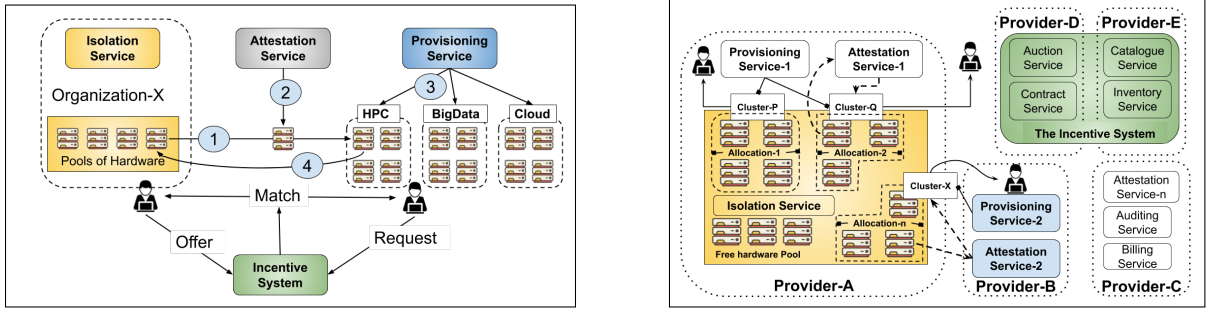 Isolation
Service
Attestation
Service
Provisioning
Service
Organization-X
2
3
HPC
BigData
Cloud
1
Pools of Hardware
4
Match
Offer
Request
Incentive
System
Provisioning
Service-1
Attestation
Service-1
Cluster-P
Cluster-Q
Allocation-1
Allocation-2
Cluster-X
Isolation Service
Allocation-n
Free hardware Pool
Provider-A
Provider-D
Provider-E
Auction
Service
Catalogue
Service
Contract
Service
Inventory
Service
The Incentive System
Provisioning
Service-2
Attestation
Service-2
Provider-B
Attestation
Service-n
Auditing
Service
Billing
Service
Provider-C